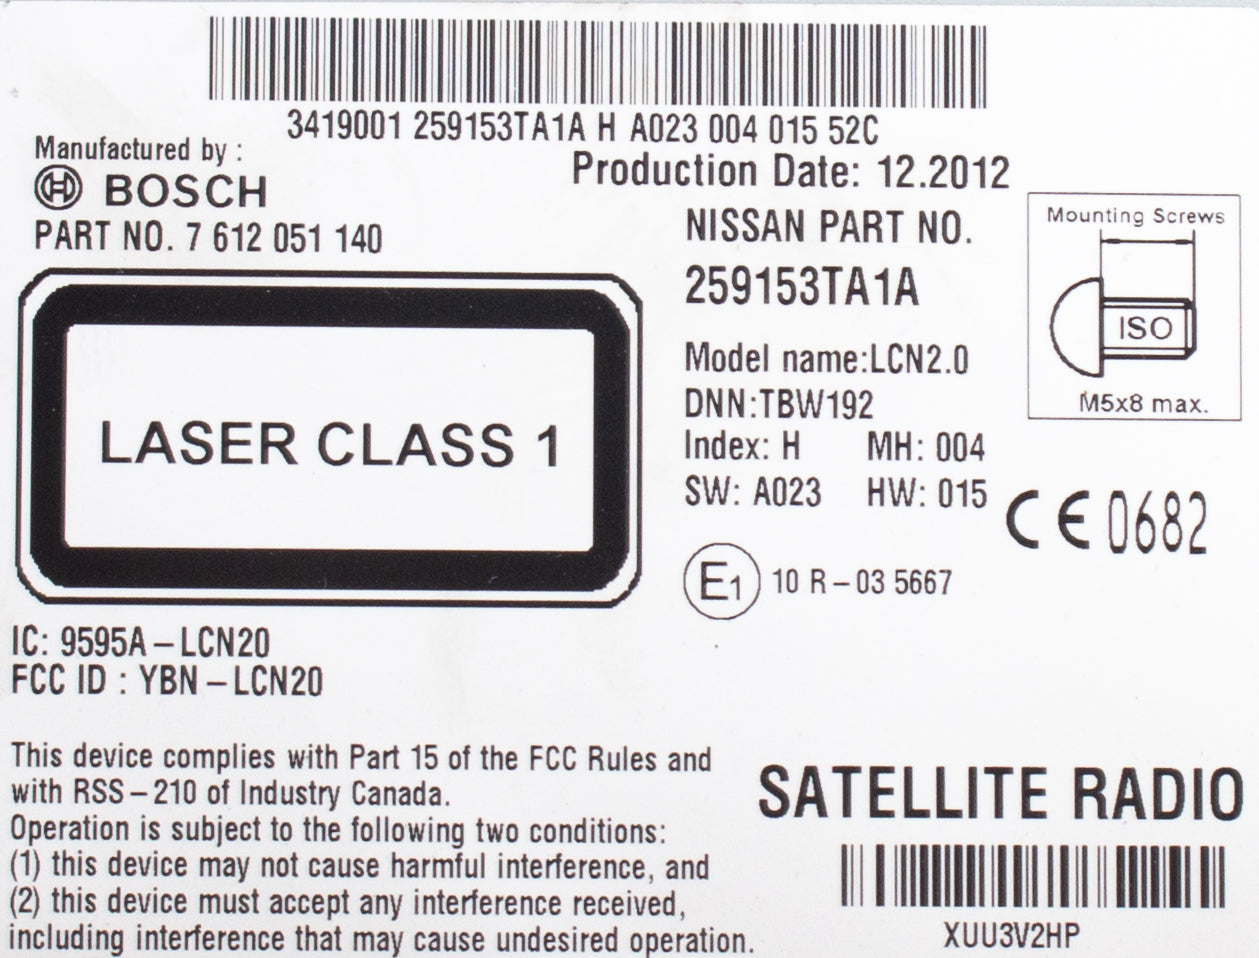 3419001 259153TA1A H A023 004 015 52C
Manufactured by :
BOSCH
PART NO. 7 612 051 140
Production Date: 12.2012
NISSAN PART NO.
259153TA1A
Mounting Screws
ISO
M5x8 max.
LASER CLASS 1
Model name:LCN2.0
DNN:TBW192
Index: H MH: 004
SW: A023 HW: 015
CE 0682
E1 10 R – 03 5667
IC: 9595A – LCN20
FCC ID : YBN – LCN20
This device complies with Part 15 of the FCC Rules and
with RSS – 210 of Industry Canada.
Operation is subject to the following two conditions:
(1) this device may not cause harmful interference, and
(2) this device must accept any interference received,
including interference that may cause undesired operation.
SATELLITE RADIO
XUU3V2HP